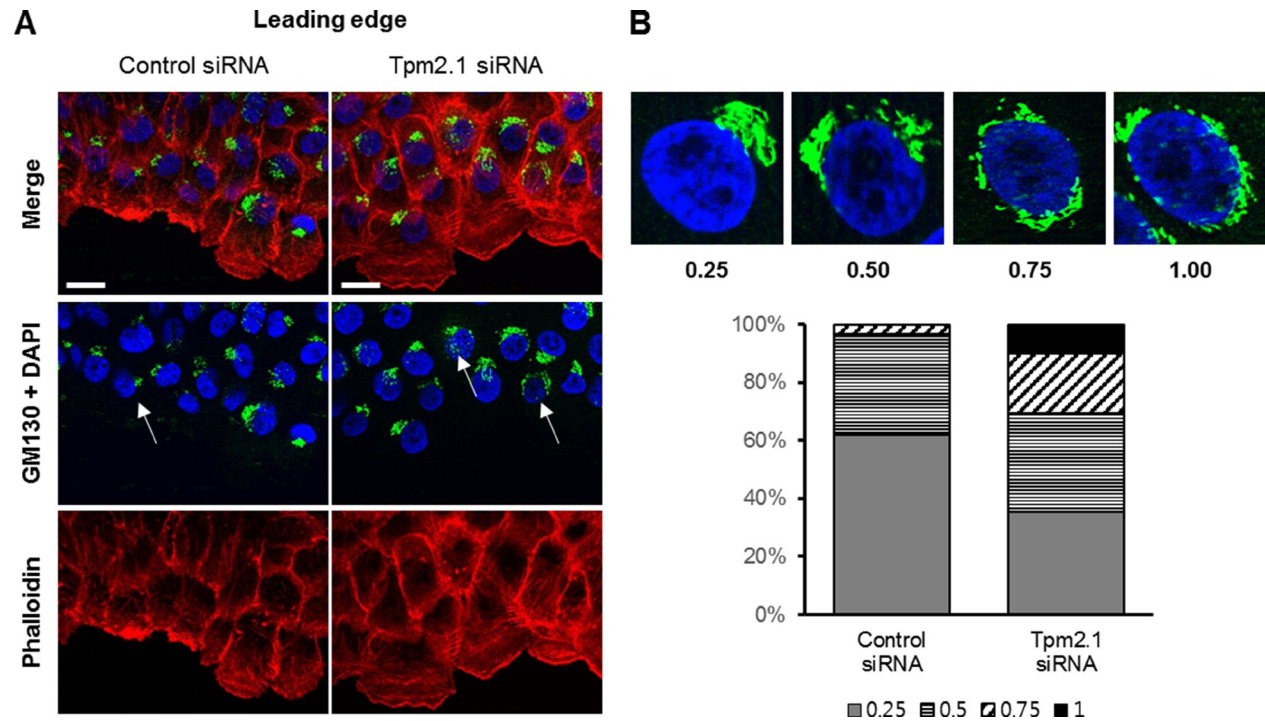 A
Leading edge
Control siRNA
Tpm2.1 siRNA
Merge
GM130 + DAPI
Phalloidin
B
0.25
0.50
0.75
1.00
100%
80%
60%
40%
20%
0%
Control
siRNA
Tpm2.1
siRNA
0.25
0.5
0.75
1